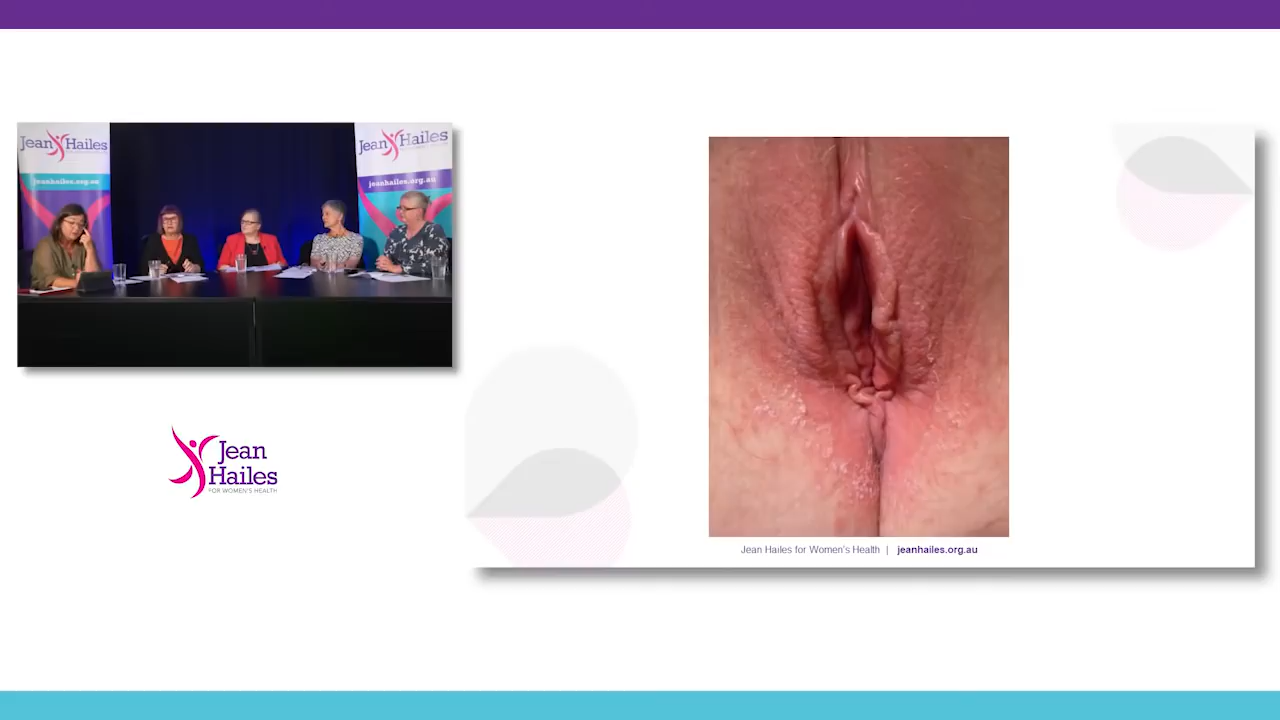 Jean Hailes
jeanhailes.org.au
Jean Hailes
jeanhailes.org.au
Jean
Hailes
FOR WOMEN'S HEALTH
Jean Hailes for Women's Health | jeanhailes.org.au